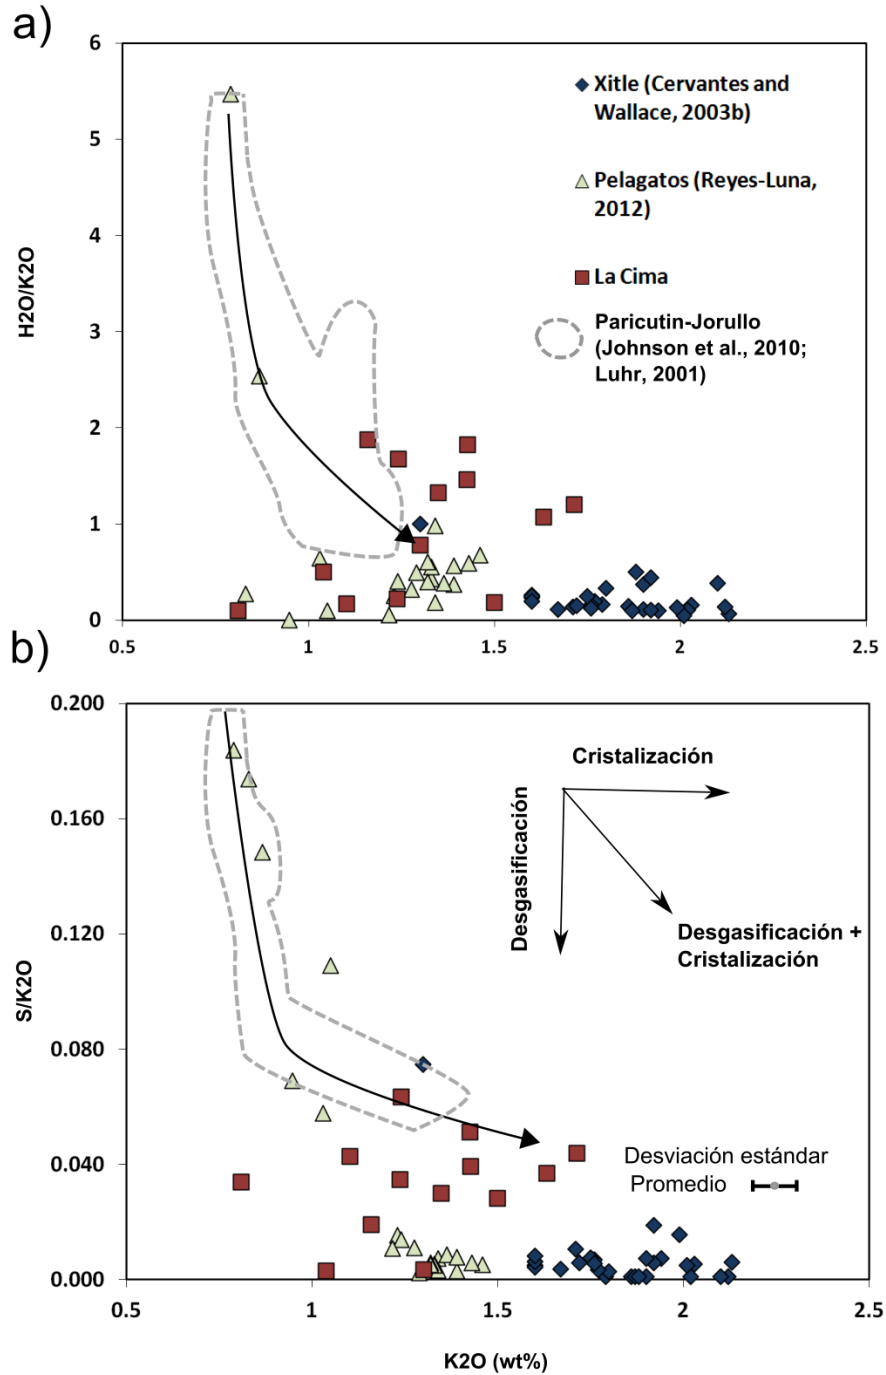 a)
6
5
4
3
2
1
0
H2O/K2O
Xitle (Cervantes and
Wallace, 2003b)
Pelagatos (Reyes-Luna,
2012)
La Cima
Paricutin-Jorullo
(Johnson et al., 2010;
Luhr, 2001)
0.5
1
1.5
2
2.5
b)
0.200
0.160
0.120
0.080
0.040
0.000
S/K2O
Cristalización
Desgasificación
Desgasificación +
Cristalización
Desviación estándar
Promedio
0.5
1
1.5
2
2.5
K2O (wt%)